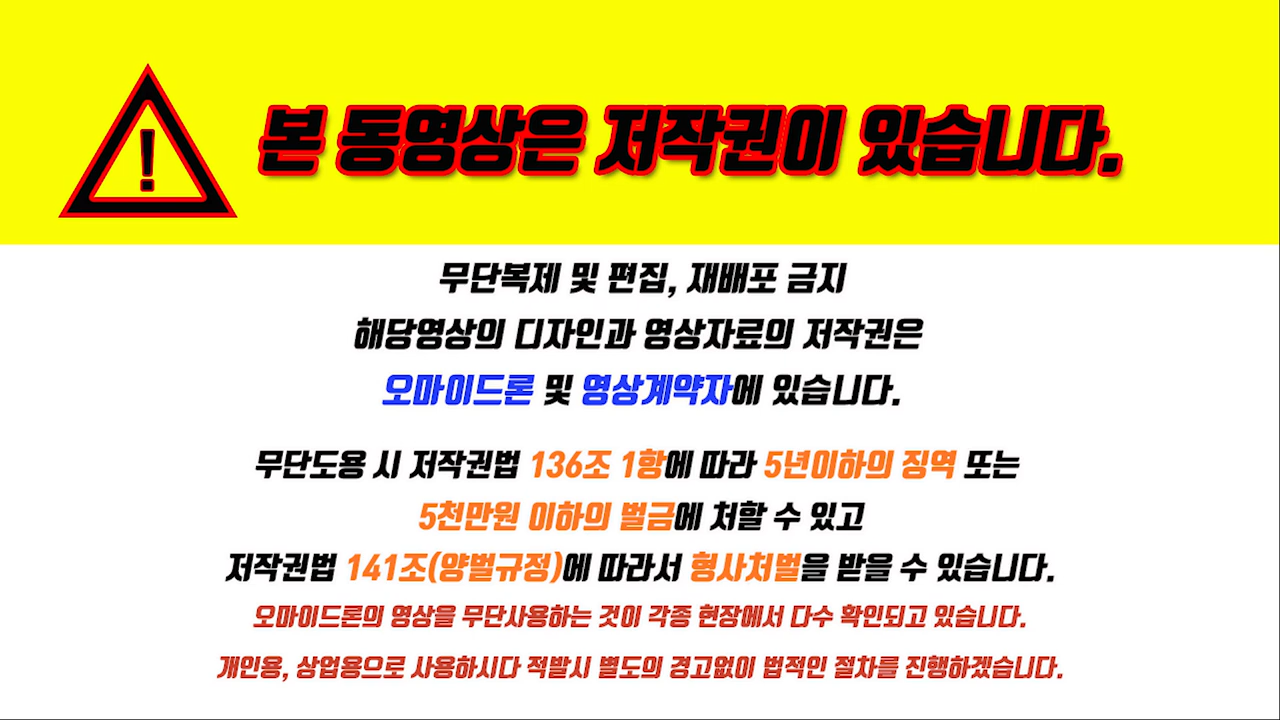 본 동영상은 저작권이 있습니다.
무단복제 및 편집, 재배포 금지
해당영상의 디자인과 영상자료의 저작권은
오마이드론 및 영상계약자에 있습니다.
무단도용 시 저작권법 136조 1항에 따라 5년이하의 징역 또는
5천만원 이하의 벌금에 처할 수 있고
저작권법 141조(양벌규정)에 따라서 형사처벌을 받을 수 있습니다.
오마이드론의 영상을 무단사용하는 것이 각종 현장에서 다수 확인되고 있습니다.
개인용, 상업용으로 사용하시다 적발시 별도의 경고없이 법적인 절차를 진행하겠습니다.